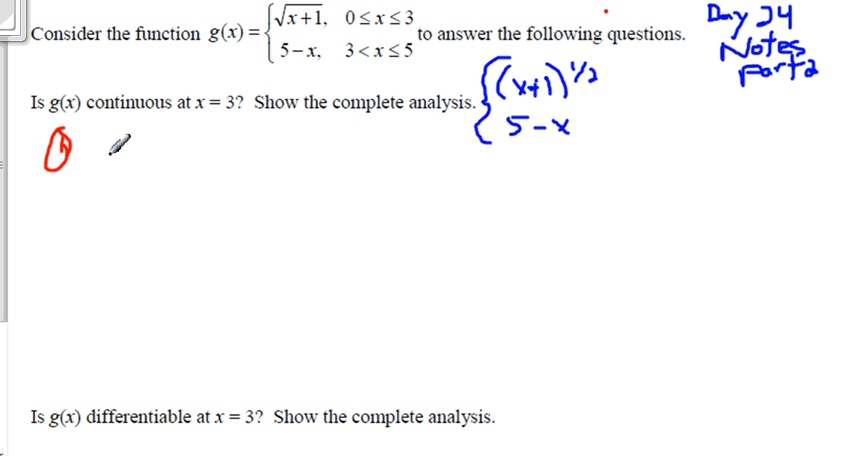 Consider the function g(x) = { √x+1, 0 ≤ x ≤ 3
5 − x, 3 < x ≤ 5 to answer the following questions.
Day 24
Notes
Part 2
Is g(x) continuous at x = 3? Show the complete analysis.
{ (x+1)^1/2
5 − x
Is g(x) differentiable at x = 3? Show the complete analysis.